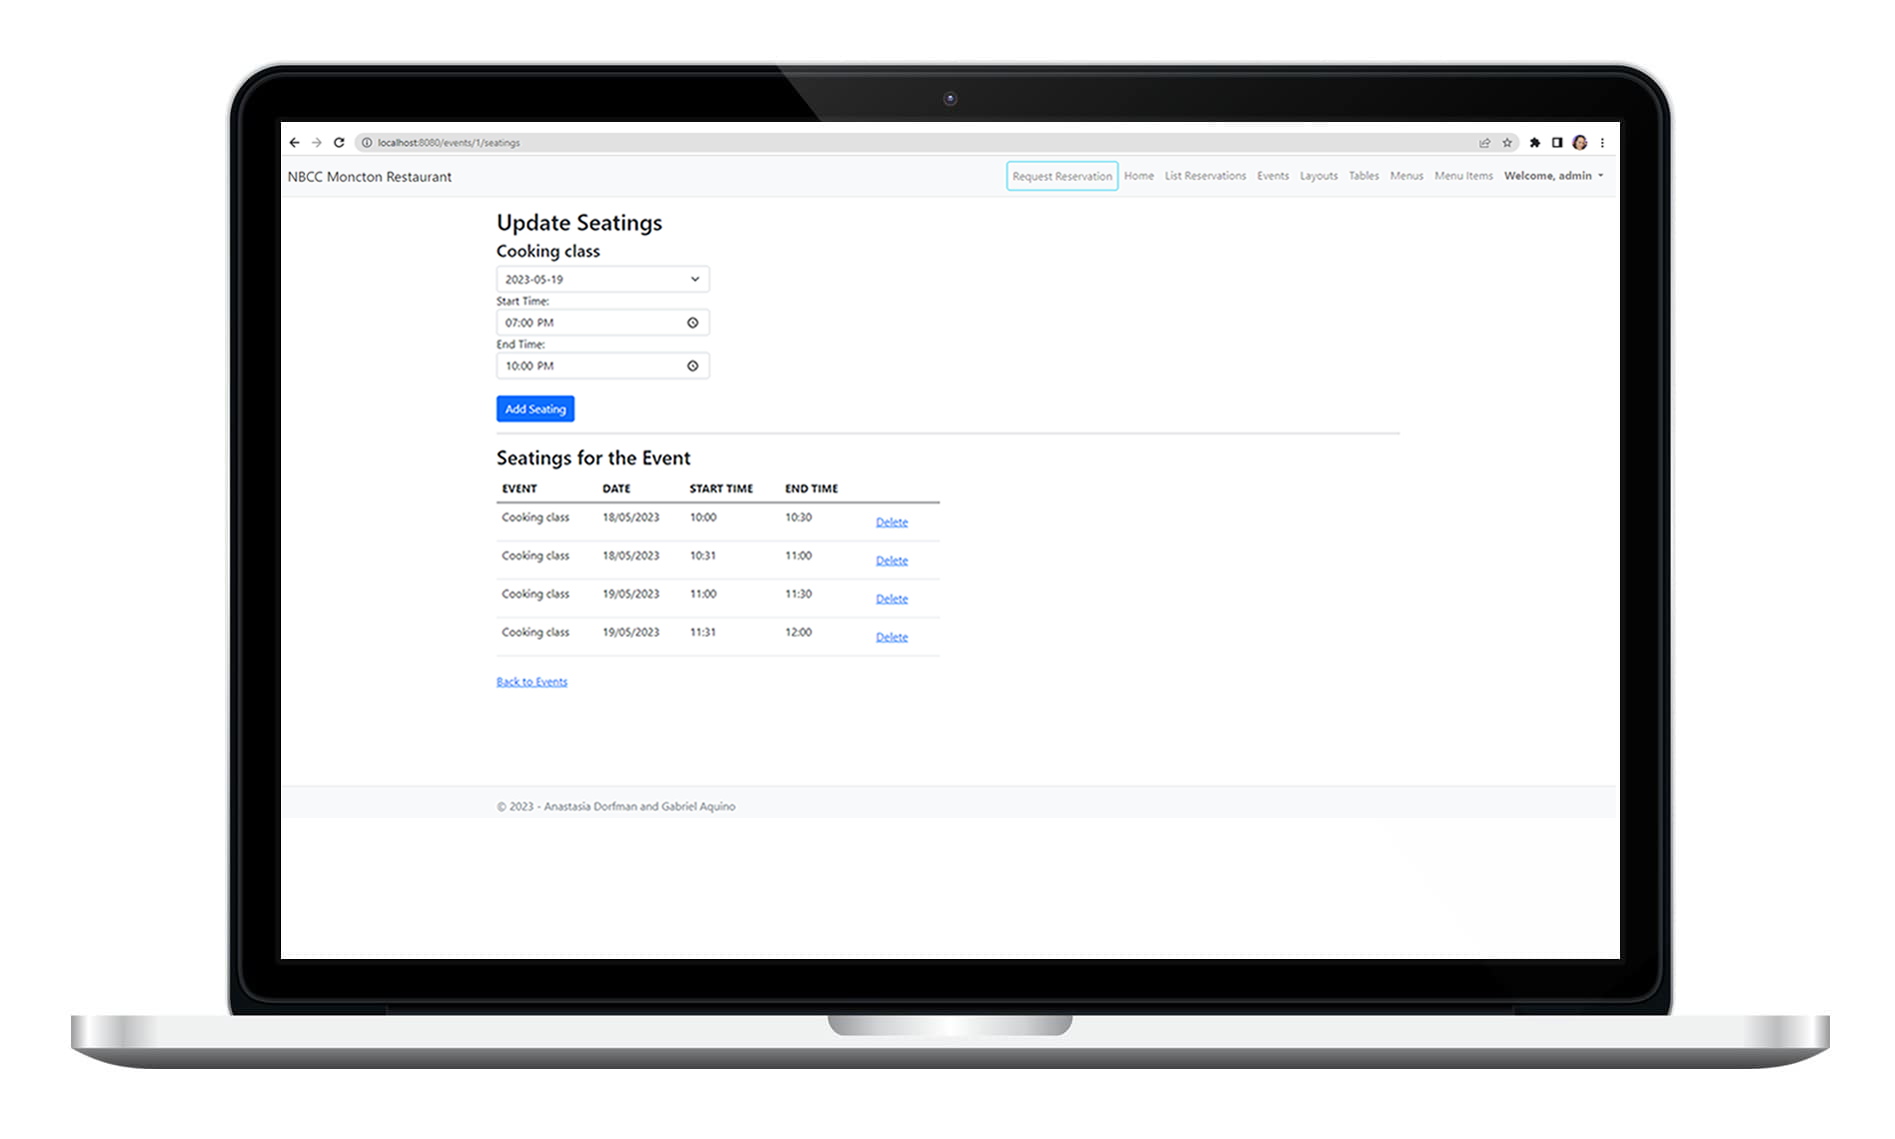 localhost:8080/events/1/seatings
NBCC Moncton Restaurant
Request Reservation Home List Reservations Events Layouts Tables Menus Menu Items Welcome, admin
Update Seatings
Cooking class
2023-05-19
Start Time:
07:00 PM
End Time:
10:00 PM
Add Seating
Seatings for the Event
EVENT DATE START TIME END TIME
Cooking class 18/05/2023 10:00 10:30 Delete
Cooking class 18/05/2023 10:31 11:00 Delete
Cooking class 19/05/2023 11:00 11:30 Delete
Cooking class 19/05/2023 11:31 12:00 Delete
Back to Events
© 2023 - Anastasia Dorfman and Gabriel Aquino